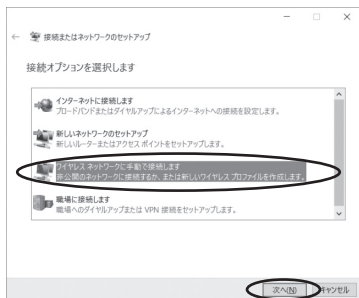 接続またはネットワークのセットアップ
接続オプションを選択します
インターネットに接続します
ブロードバンドまたはダイヤルアップによるインターネットへの接続を設定します。
新しいネットワークのセットアップ
新しいルーターまたはアクセス ポイントをセットアップします。
ワイヤレス ネットワークに手動で接続します
非公開のネットワークに接続するか、または新しいワイヤレス プロファイルを作成します。
職場に接続します
職場へのダイヤルアップまたは VPN 接続をセットアップします。
次へ(N)
キャンセル